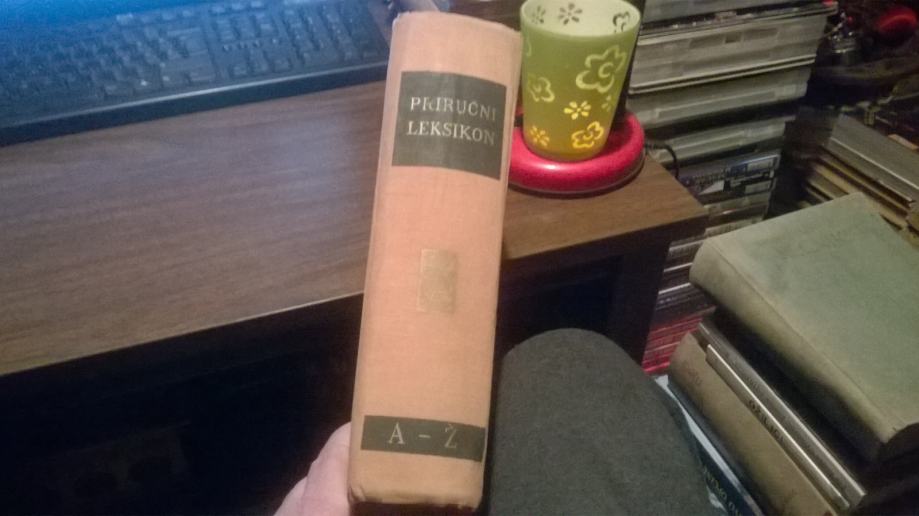 PRIRUČNI
LEKSIKON
A – Ž